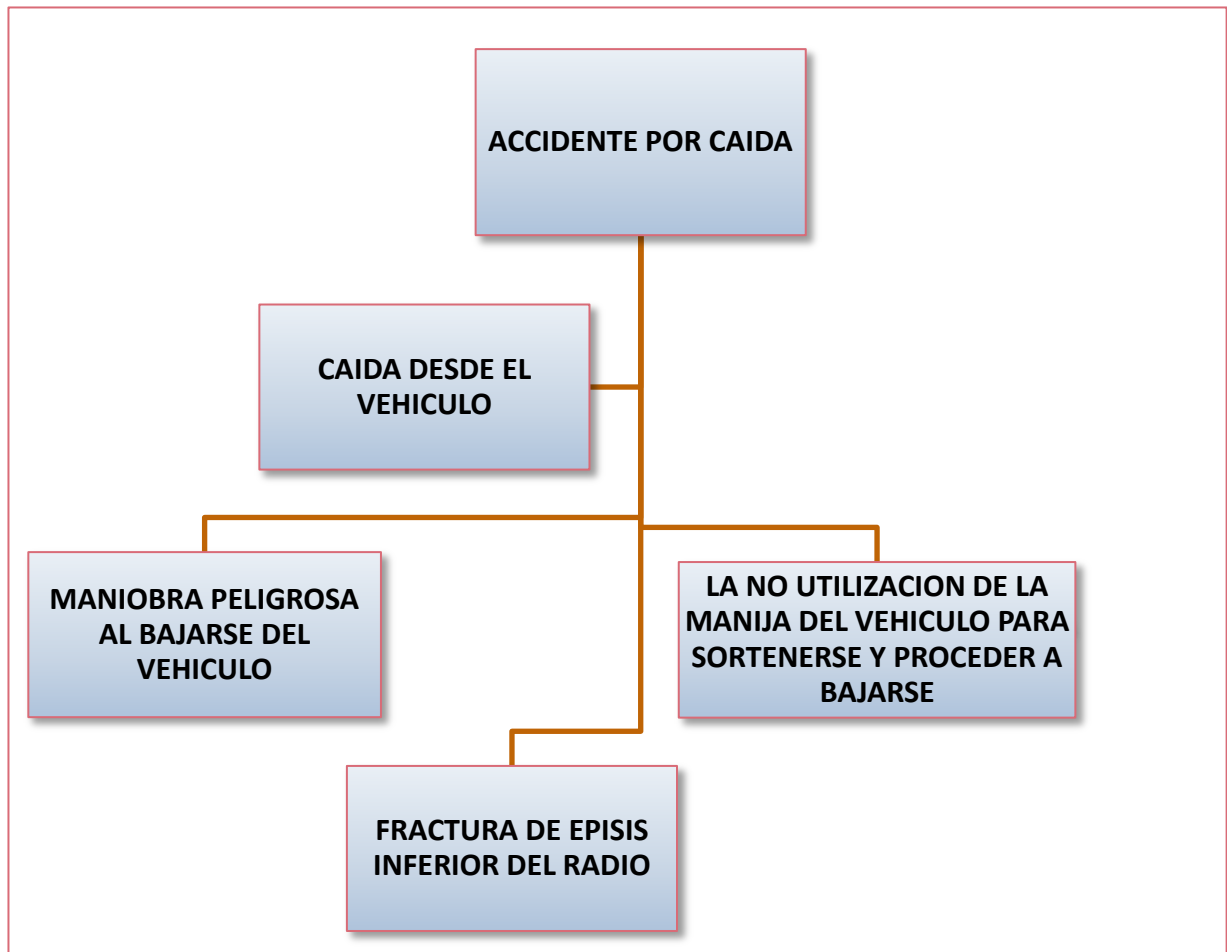 ACCIDENTE POR CAIDA
CAIDA DESDE EL
VEHICULO
MANIOBRA PELIGROSA
AL BAJARSE DEL
VEHICULO
LA NO UTILIZACION DE LA
MANIJA DEL VEHICULO PARA
SORTENERSE Y PROCEDER A
BAJARSE
FRACTURA DE EPISIS
INFERIOR DEL RADIO